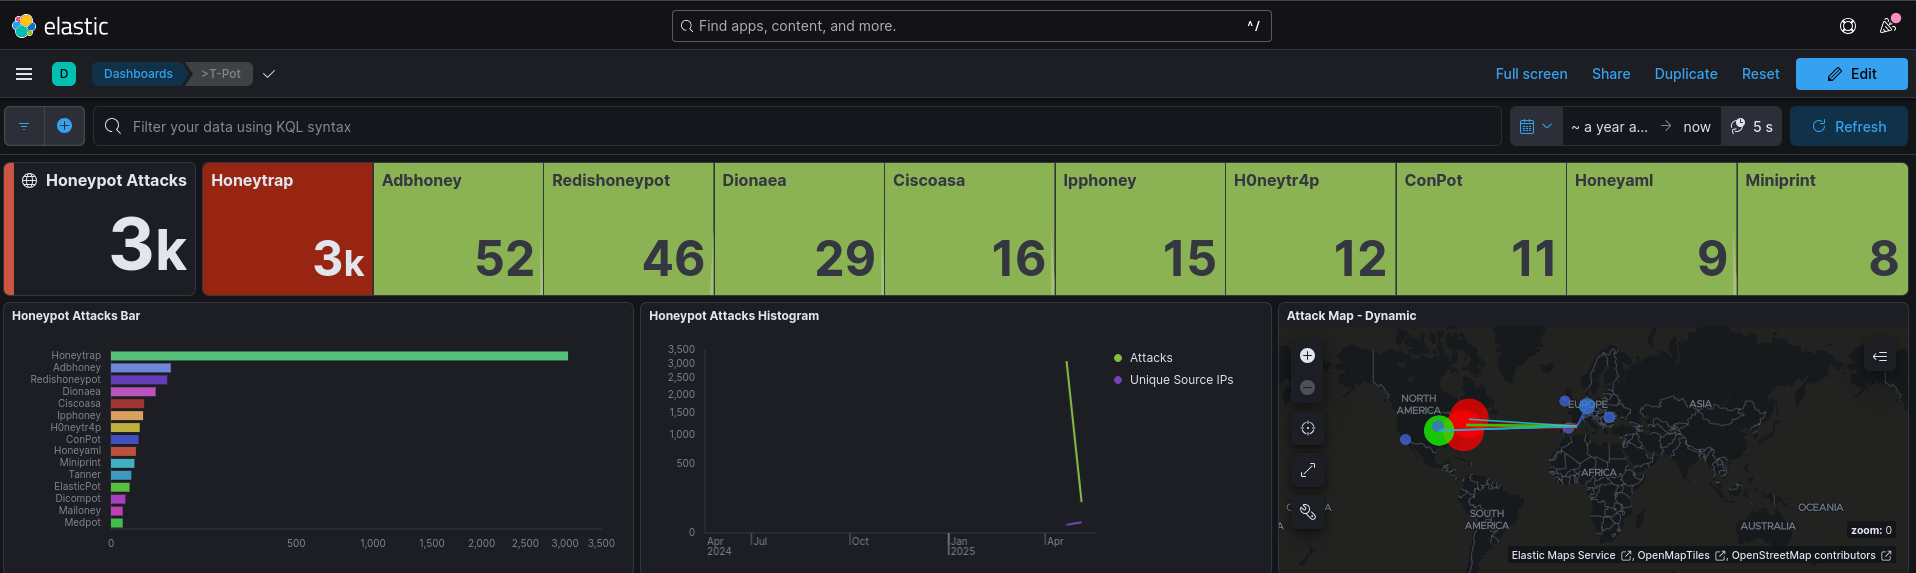 elastic
Find apps, content, and more.
^/
D
Dashboards
>T-Pot
Full screen
Share
Duplicate
Reset
Edit
Filter your data using KQL syntax
~ a year a...
now
5 s
Refresh
Honeypot Attacks
3k
Honeytrap
3k
Adbhoney
52
Redishoneypot
46
Dionaea
29
Ciscoasa
16
Ipphoney
15
H0neytr4p
12
ConPot
11
Honeyaml
9
Miniprint
8
Honeypot Attacks Bar
Honeytrap
Adbhoney
Redishoneypot
Dionaea
Ciscoasa
Ipphoney
H0neytr4p
ConPot
Honeyaml
Miniprint
Tanner
ElasticPot
Dicompot
Mailoney
Medpot
0 500 1,000 1,500 2,000 2,500 3,000 3,500
Honeypot Attacks Histogram
3,500
3,000
2,500
2,000
1,500
1,000
500
0
Apr Jul Oct Jan Apr
2024 2025
Attacks
Unique Source IPs
Attack Map - Dynamic
NORTH
AMERICA
EUROPE
ASIA
AFRICA
SOUTH
AMERICA
OCEANIA
AUSTRALIA
zoom: 0
Elastic Maps Service , OpenMapTiles , OpenStreetMap contributors